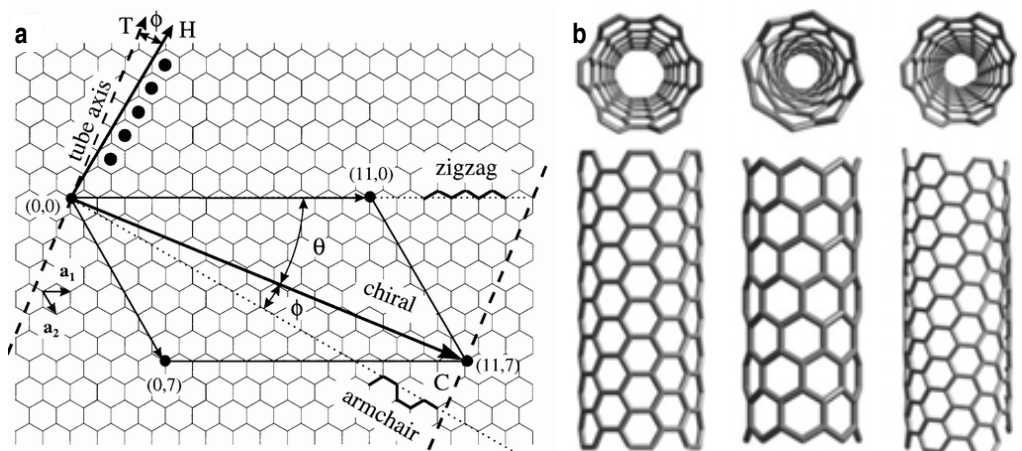 a
T
ϕ
H
tube axis
(0,0)
(11,0)
zigzag
θ
a₁
a₂
chiral
ϕ
(0,7)
C
(11,7)
armchair
b